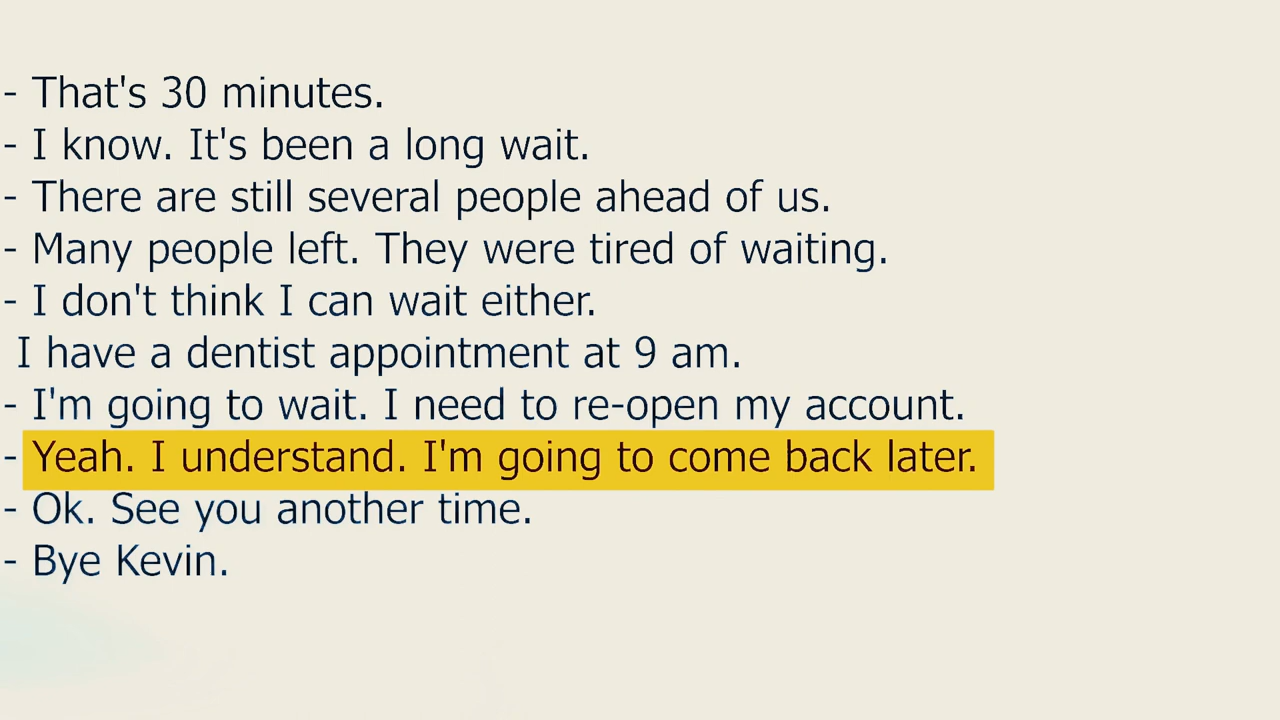 - That's 30 minutes.
- I know. It's been a long wait.
- There are still several people ahead of us.
- Many people left. They were tired of waiting.
- I don't think I can wait either.
I have a dentist appointment at 9 am.
- I'm going to wait. I need to re-open my account.
- Yeah. I understand. I'm going to come back later.
- Ok. See you another time.
- Bye Kevin.